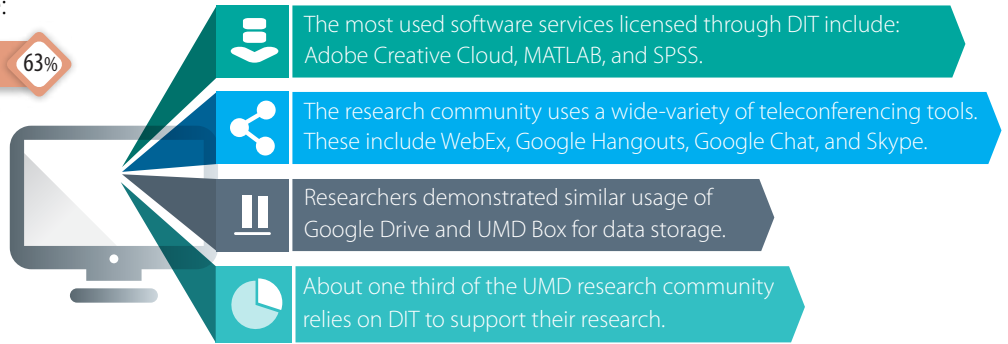 :
63%
The most used software services licensed through DIT include:
Adobe Creative Cloud, MATLAB, and SPSS.
The research community uses a wide-variety of teleconferencing tools.
These include WebEx, Google Hangouts, Google Chat, and Skype.
Researchers demonstrated similar usage of
Google Drive and UMD Box for data storage.
About one third of the UMD research community
relies on DIT to support their research.